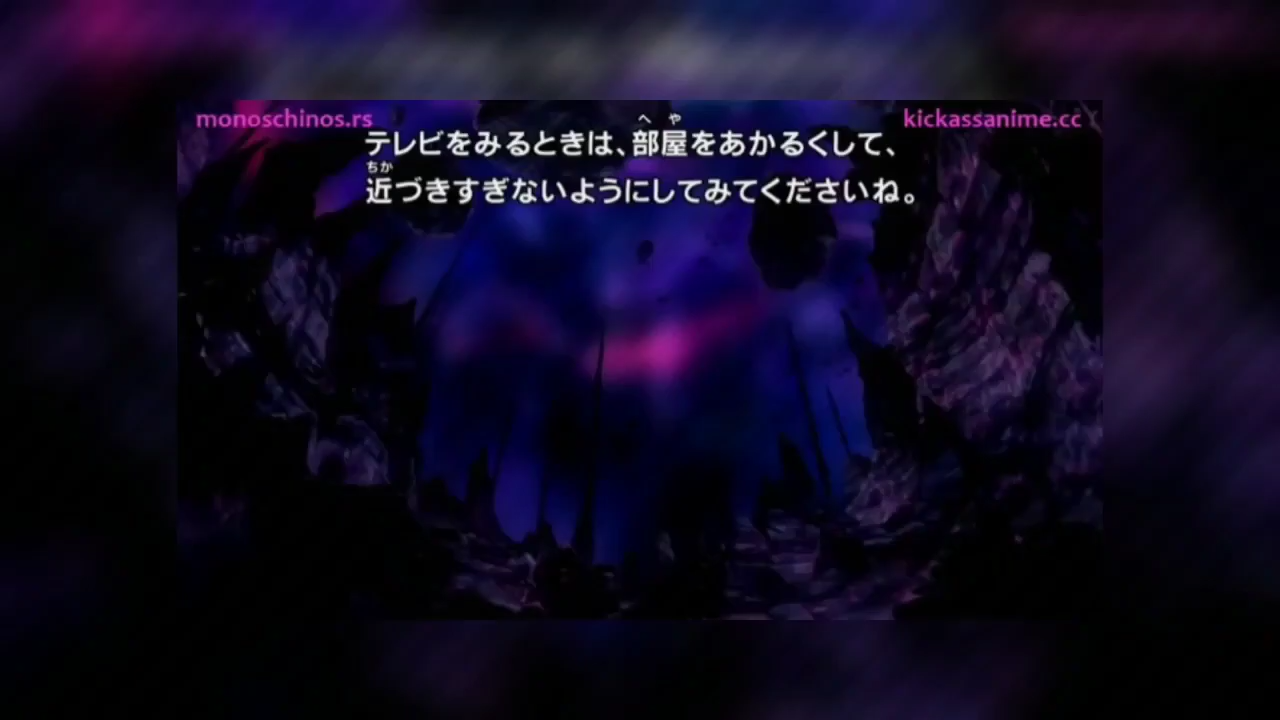 monoschinos.rs
kickassanime.cc
へや
テレビをみるときは、部屋をあかるくして、
ちか
近づきすぎないようにしてみてくださいね。